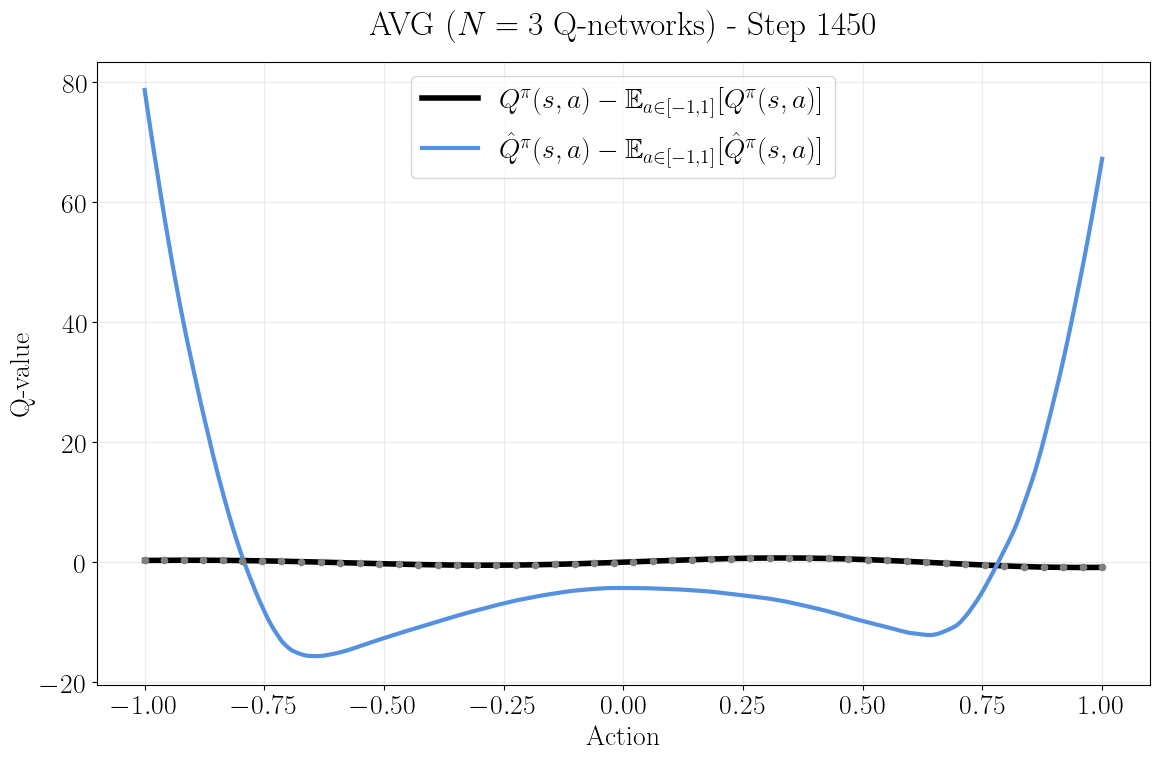 AVG (N = 3 Q-networks) - Step 1450
Q^π(s, a) − 𝔼_{a∈[−1,1]}[Q^π(s, a)]
Q̂^π(s, a) − 𝔼_{a∈[−1,1]}[Q̂^π(s, a)]
80
60
40
20
0
−20
Q-value
−1.00 −0.75 −0.50 −0.25 0.00 0.25 0.50 0.75 1.00
Action